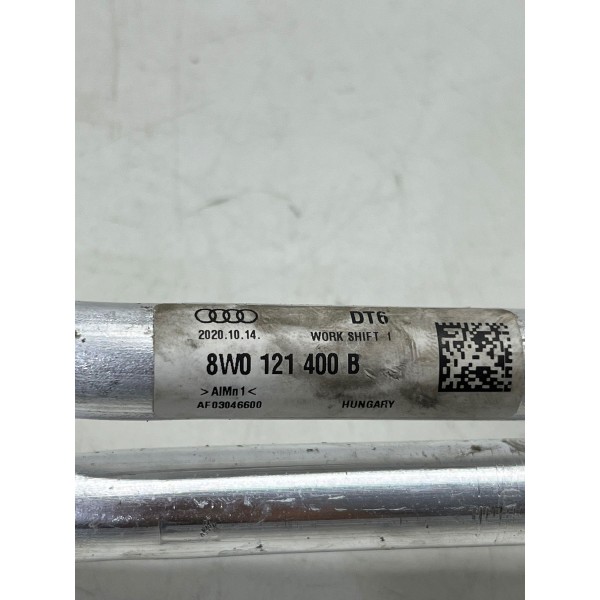 DT6
2020.10.14. WORK SHIFT 1
8W0 121 400 B
>AlMn1<
AF03046600 HUNGARY